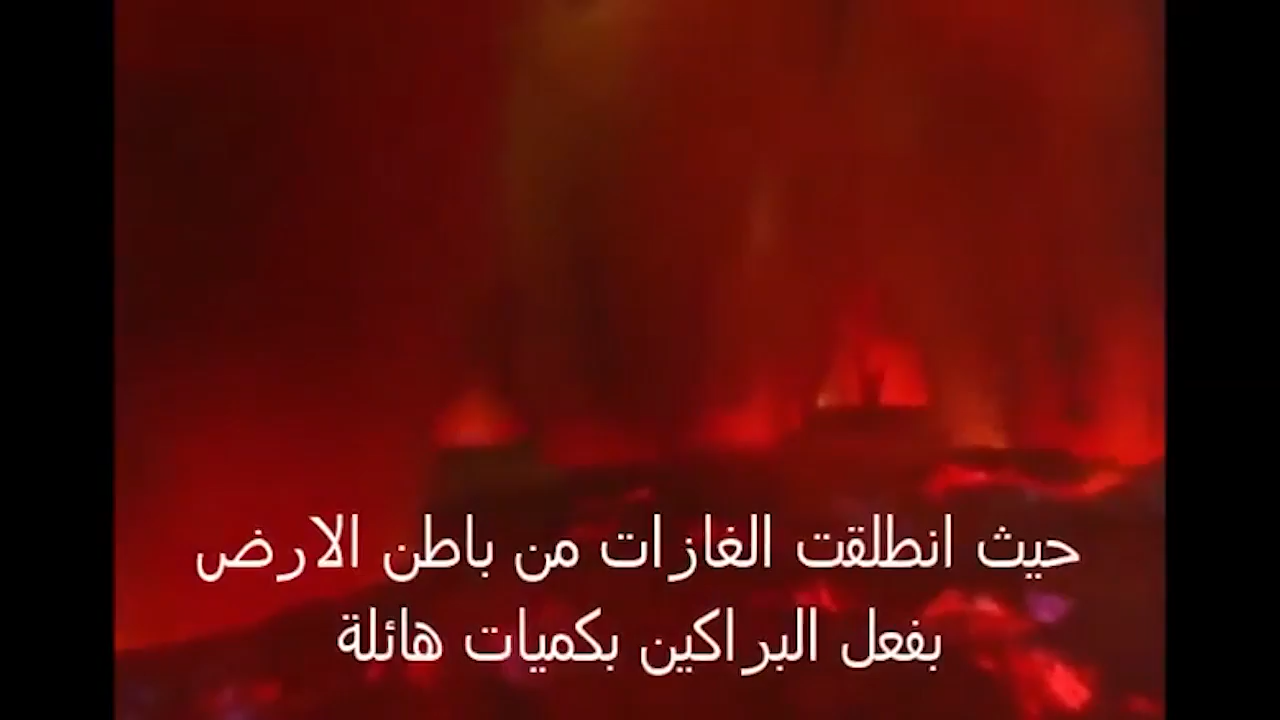 حيث انطلقت الغازات من باطن الارض
بفعل البراكين بكميات هائلة